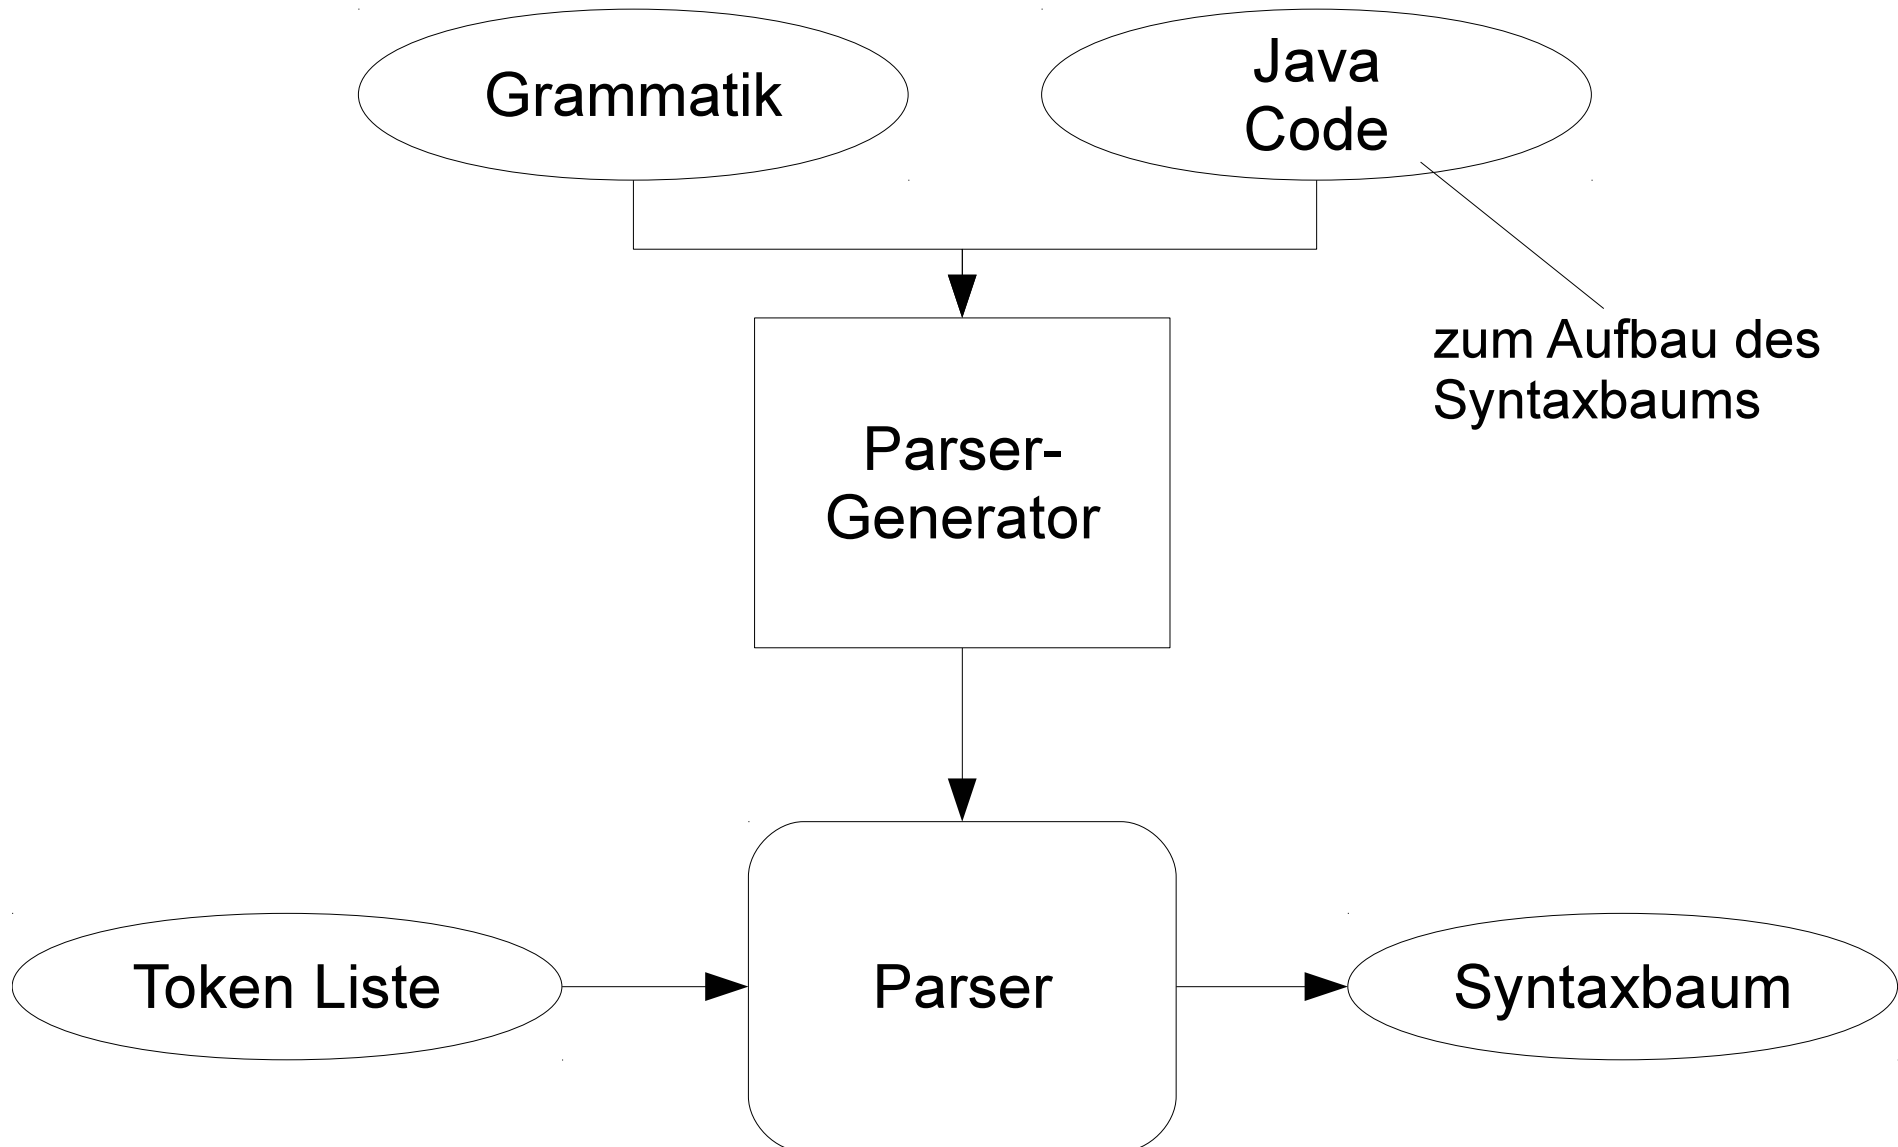 Grammatik
Java
Code
zum Aufbau des
Syntaxbaums
Parser-
Generator
Token Liste
Parser
Syntaxbaum